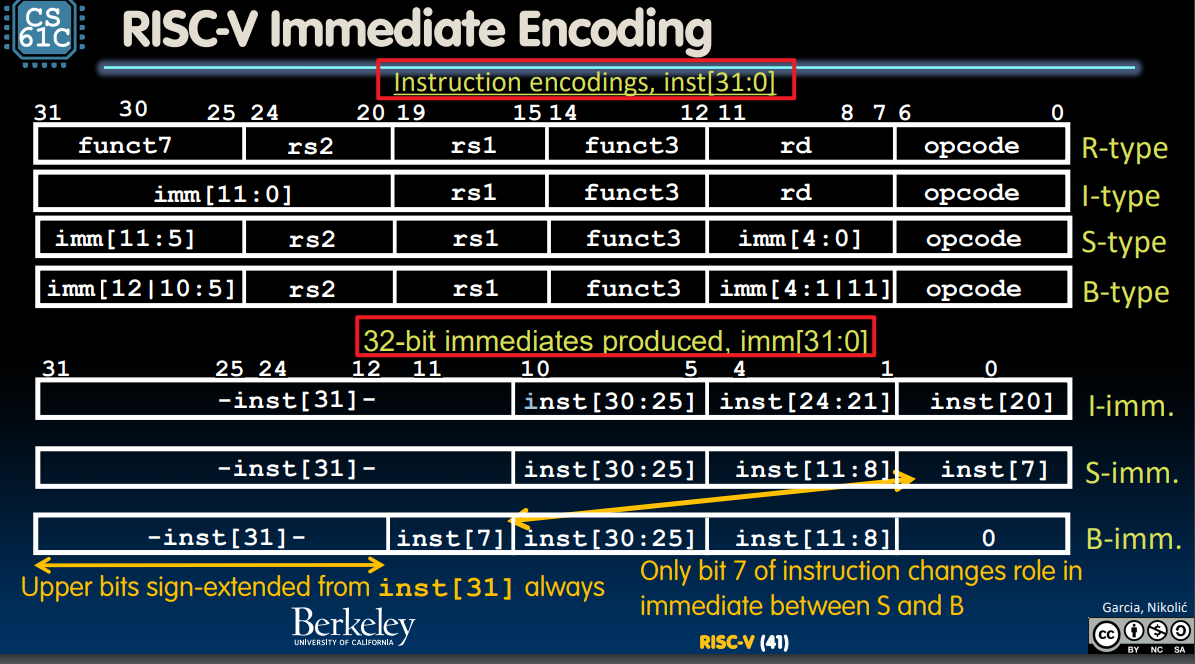 CS
61C
RISC-V Immediate Encoding
Instruction encodings, inst[31:0]
31 30 25 24 20 19 15 14 12 11 8 7 6 0
funct7 rs2 rs1 funct3 rd opcode R-type
imm[11:0] rs1 funct3 rd opcode I-type
imm[11:5] rs2 rs1 funct3 imm[4:0] opcode S-type
imm[12|10:5] rs2 rs1 funct3 imm[4:1|11] opcode B-type
32-bit immediates produced, imm[31:0]
31 25 24 12 11 10 5 4 1 0
-inst[31]- inst[30:25] inst[24:21] inst[20] I-imm.
-inst[31]- inst[30:25] inst[11:8] inst[7] S-imm.
-inst[31]- inst[7] inst[30:25] inst[11:8] 0 B-imm.
Upper bits sign-extended from inst[31] always
Only bit 7 of instruction changes role in
immediate between S and B
Berkeley
UNIVERSITY OF CALIFORNIA
RISC-V (41)
Garcia, Nikolić
cc
BY NC SA